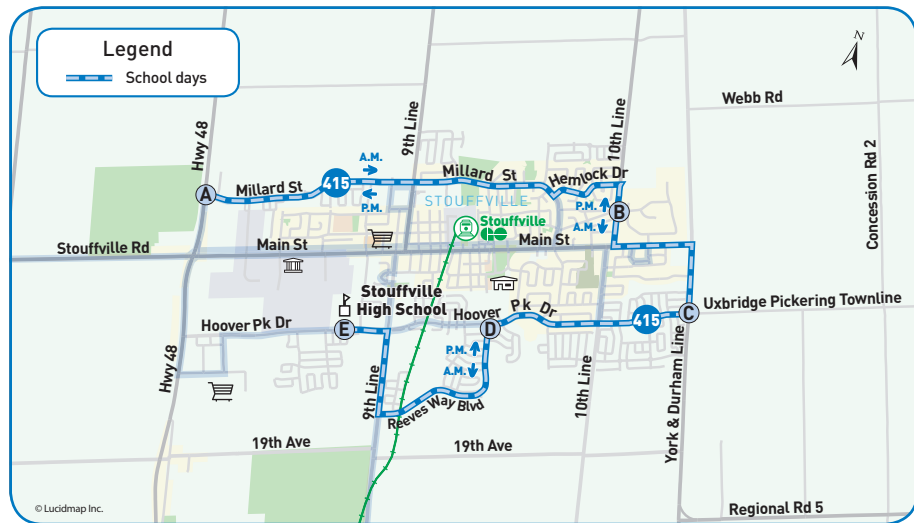 Legend
School days
N
Webb Rd
Hwy 48
9th Line
10th Line
Concession Rd 2
A.M.
415
P.M.
Millard St
Millard St
Hemlock Dr
A
STOUFFVILLE
P.M.
B
A.M.
Stouffville
Stouffville Rd
Main St
Main St
Stouffville
High School
Uxbridge Pickering Townline
Hoover Pk Dr
E
Hoover Pk Dr
D
415
C
P.M.
A.M.
Hwy 48
9th Line
Reeves Way Blvd
10th Line
York & Durham Line
19th Ave
19th Ave
Regional Rd 5
© Lucidmap Inc.